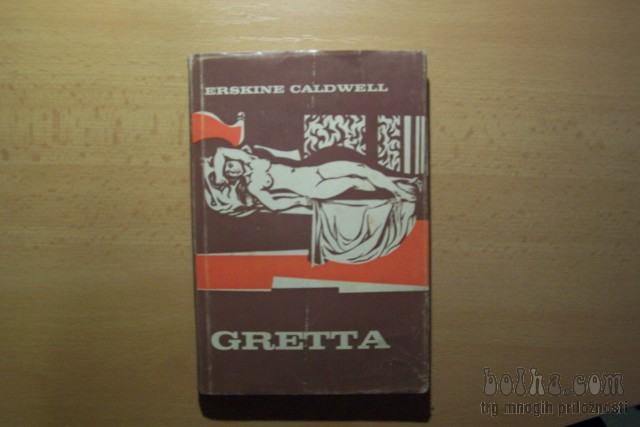 ERSKINE CALDWELL
GRETTA
bolha.com
trg mnogih priložnosti